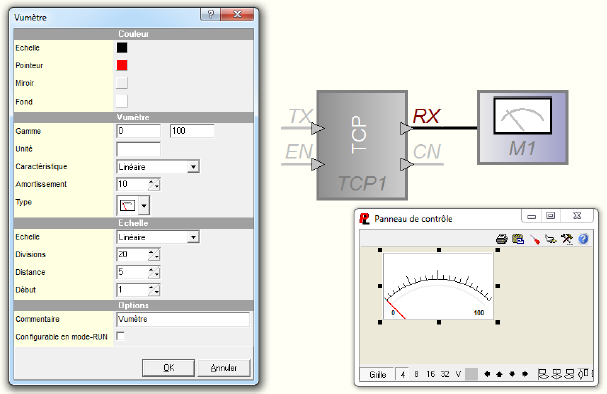 Vumètre
Couleur
Echelle
Pointeur
Miroir
Fond
Vumètre
Gamme 0 100
Unité
Caractéristique Linéaire
Amortissement 10
Type
Echelle
Echelle Linéaire
Divisions 20
Distance 5
Début 1
Options
Commentaire Vumètre
Configurable en mode-RUN
OK Annuler
TX TCP RX
EN CN
TCP1
M1
Panneau de contrôle
0 100
Grille 4 8 16 32 V